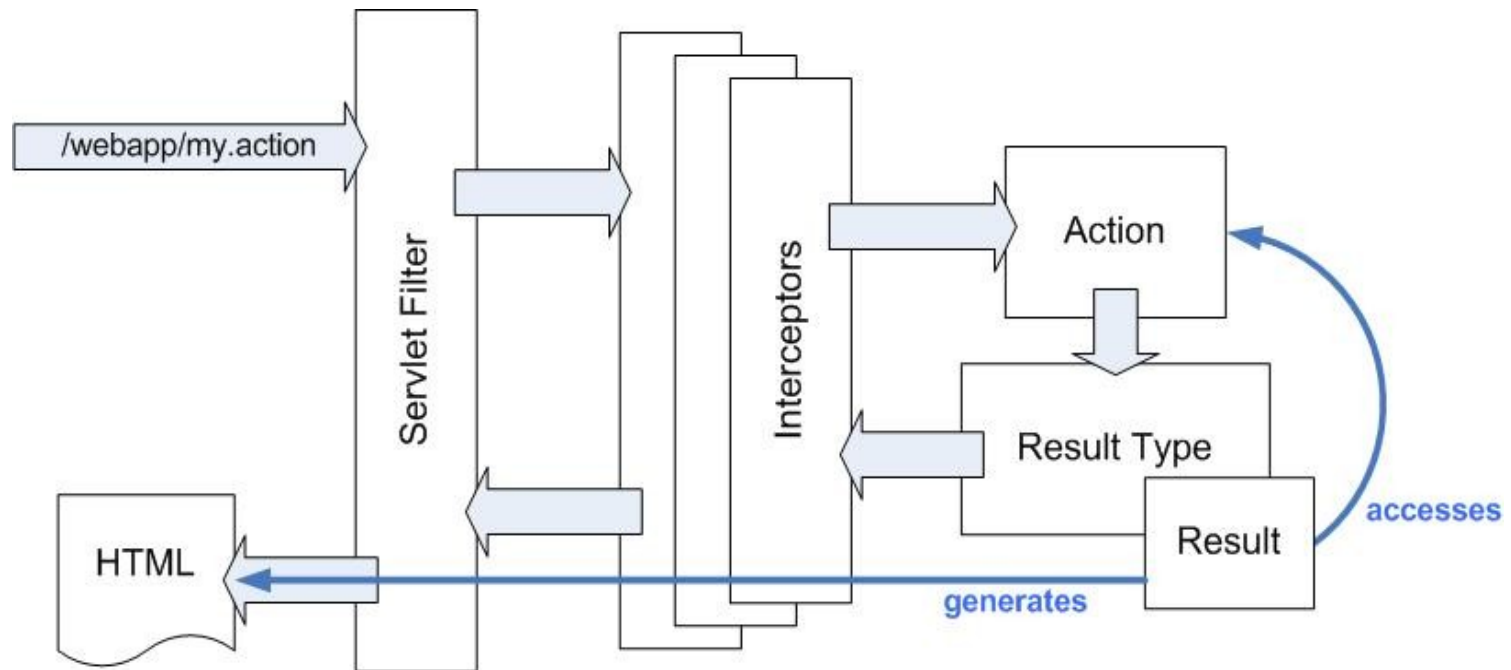 /webapp/my.action
Servlet Filter
Interceptors
Action
Result Type
Result
accesses
generates
HTML